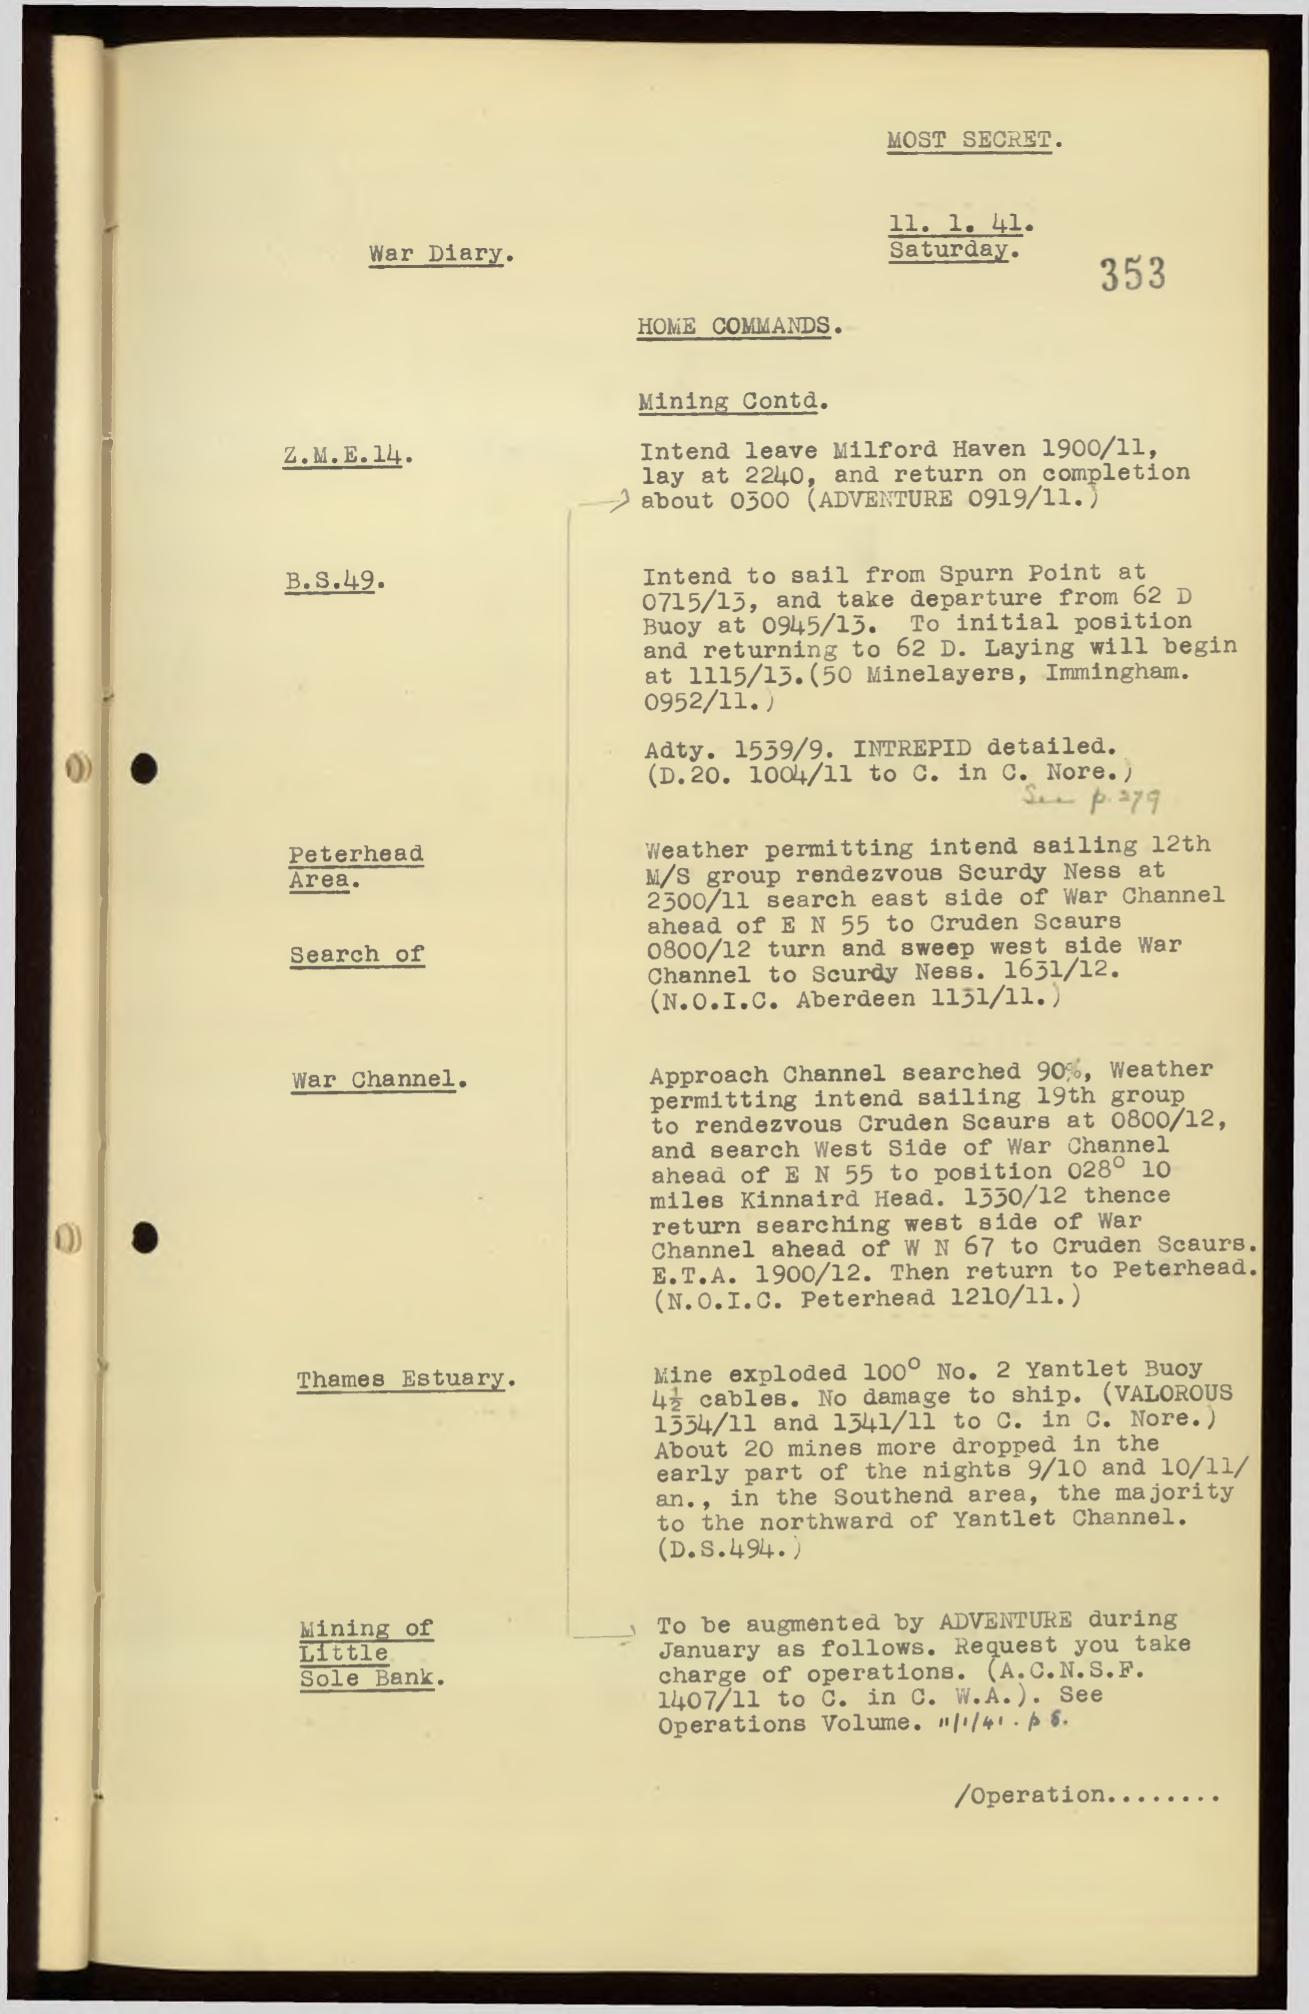 MOST SECRET.
11. 1. 41.
Saturday.
War Diary.
353
HOME COMMANDS.
Mining Contd.
Z.M.E.14.
Intend leave Milford Haven 1900/11,
lay at 2240, and return on completion
about 0300 (ADVENTURE 0919/11.)
B.S.49.
Intend to sail from Spurn Point at
0715/13, and take departure from 62 D
Buoy at 0945/13. To initial position
and returning to 62 D. Laying will begin
at 1115/13.(50 Minelayers, Immingham.
0952/11.)
Adty. 1539/9. INTREPID detailed.
(D.20. 1004/11 to C. in C. Nore.)
See p.279
Peterhead
Area.
Search of
Weather permitting intend sailing 12th
M/S group rendezvous Scurdy Ness at
2300/11 search east side of War Channel
ahead of E N 55 to Cruden Scaurs
0800/12 turn and sweep west side War
Channel to Scurdy Ness. 1631/12.
(N.O.I.C. Aberdeen 1131/11.)
War Channel.
Approach Channel searched 90%, Weather
permitting intend sailing 19th group
to rendezvous Cruden Scaurs at 0800/12,
and search West Side of War Channel
ahead of E N 55 to position 028° 10
miles Kinnaird Head. 1330/12 thence
return searching west side of War
Channel ahead of W N 67 to Cruden Scaurs.
E.T.A. 1900/12. Then return to Peterhead.
(N.O.I.C. Peterhead 1210/11.)
Thames Estuary.
Mine exploded 100° No. 2 Yantlet Buoy
4½ cables. No damage to ship. (VALOROUS
1334/11 and 1341/11 to C. in C. Nore.)
About 20 mines more dropped in the
early part of the nights 9/10 and 10/11/
an., in the Southend area, the majority
to the northward of Yantlet Channel.
(D.S.494.)
Mining of
Little
Sole Bank.
To be augmented by ADVENTURE during
January as follows. Request you take
charge of operations. (A.C.N.S.F.
1407/11 to C. in C. W.A.). See
Operations Volume. 11/1/41. p 6.
/Operation........